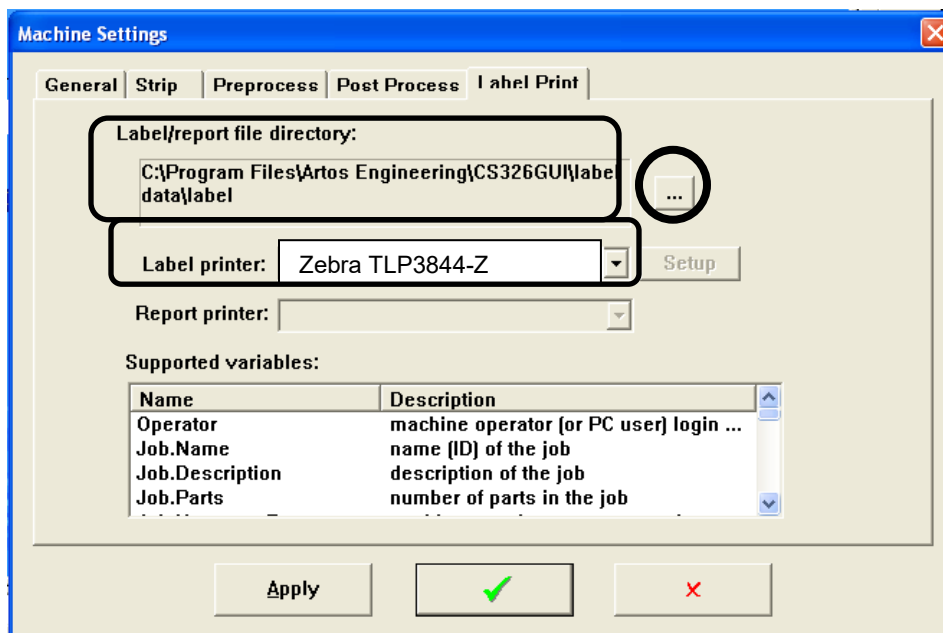 Machine Settings
General Strip Preprocess Post Process Label Print
Label/report file directory:
C:\Program Files\Artos Engineering\CS326GUI\label
data\label
...
Label printer: Zebra TLP3844-Z Setup
Report printer:
Supported variables:
Name Description
Operator machine operator (or PC user) login ...
Job.Name name (ID) of the job
Job.Description description of the job
Job.Parts number of parts in the job
Apply